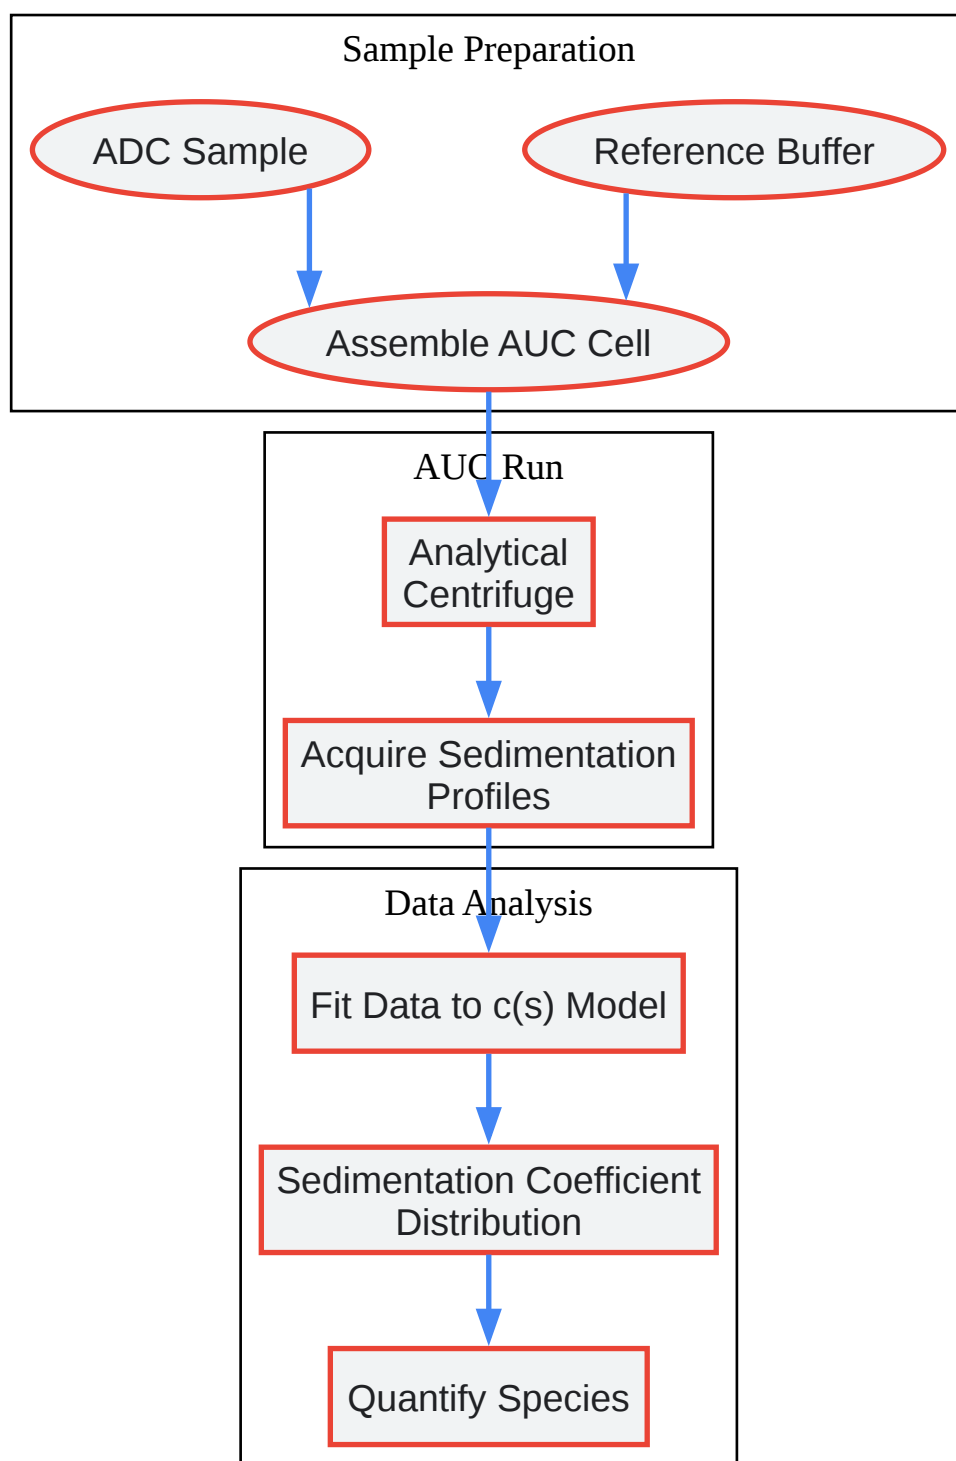 Sample Preparation
ADC Sample
Reference Buffer
Assemble AUC Cell
AUC Run
Analytical
Centrifuge
Acquire Sedimentation
Profiles
Data Analysis
Fit Data to c(s) Model
Sedimentation Coefficient
Distribution
Quantify Species